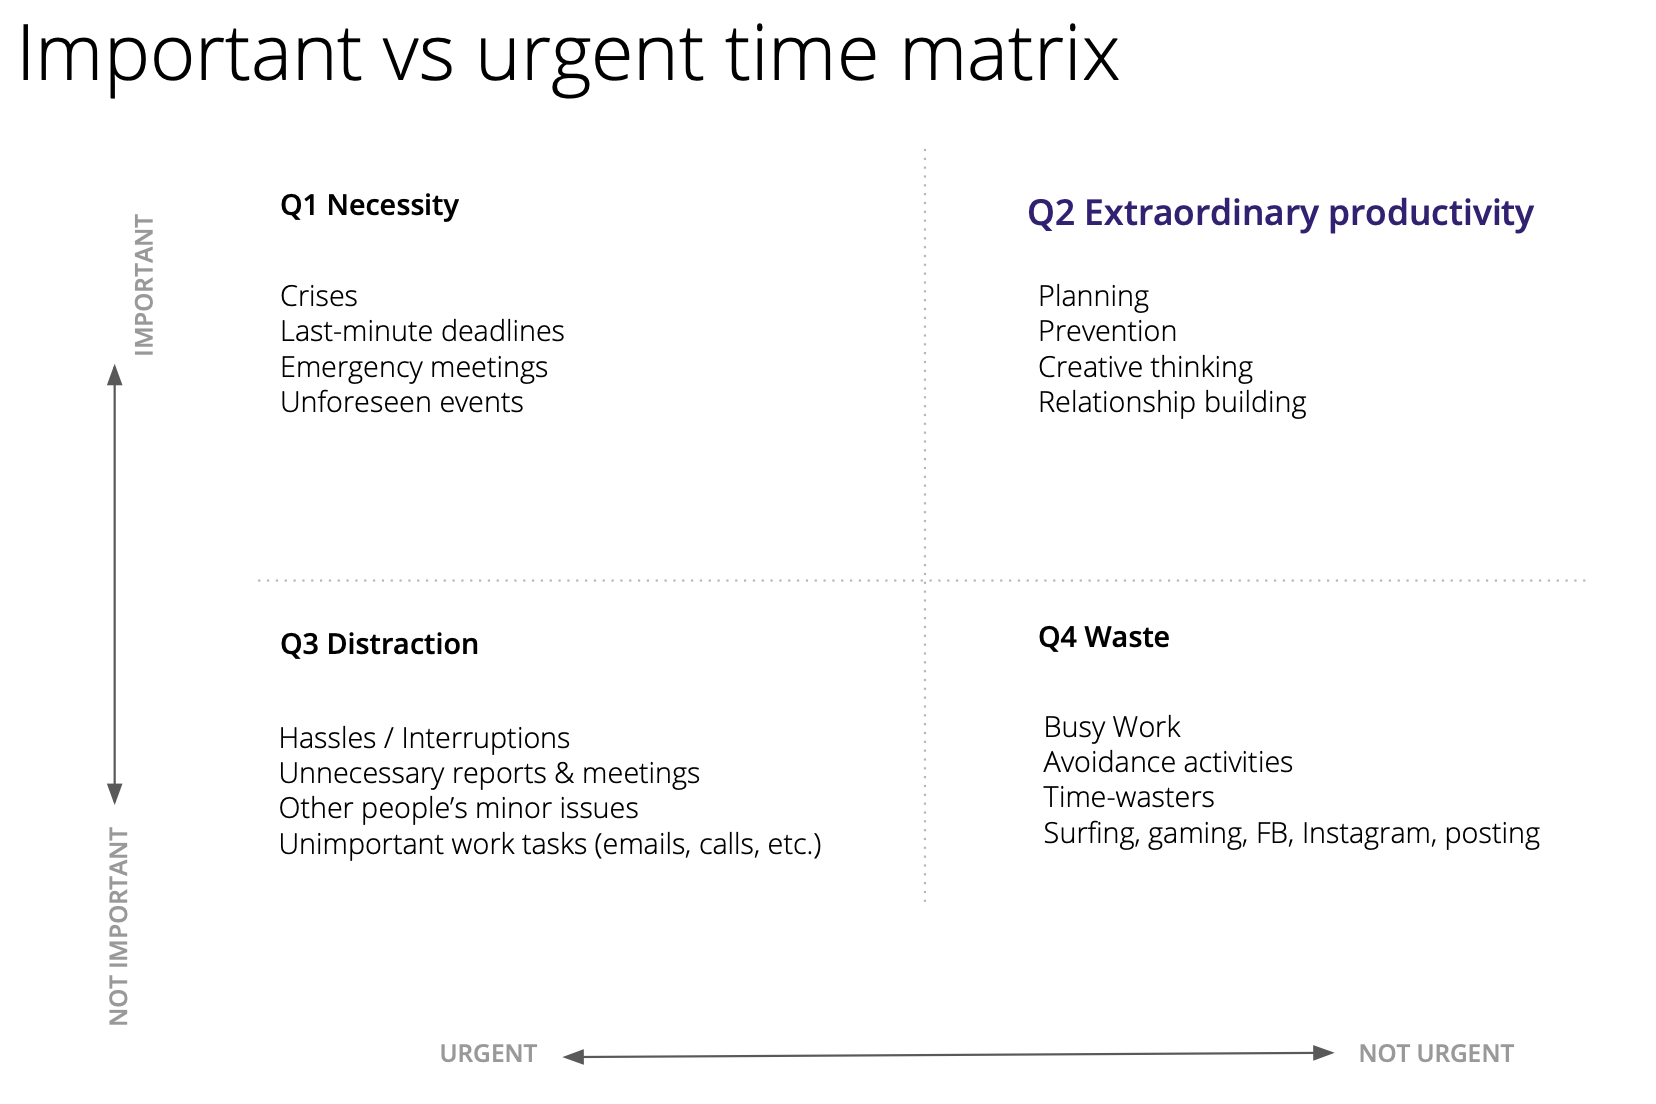 Important vs urgent time matrix
IMPORTANT
Q1 Necessity
Crises
Last-minute deadlines
Emergency meetings
Unforeseen events
Q2 Extraordinary productivity
Planning
Prevention
Creative thinking
Relationship building
NOT IMPORTANT
Q3 Distraction
Hassles / Interruptions
Unnecessary reports & meetings
Other people’s minor issues
Unimportant work tasks (emails, calls, etc.)
Q4 Waste
Busy Work
Avoidance activities
Time-wasters
Surfing, gaming, FB, Instagram, posting
URGENT
NOT URGENT